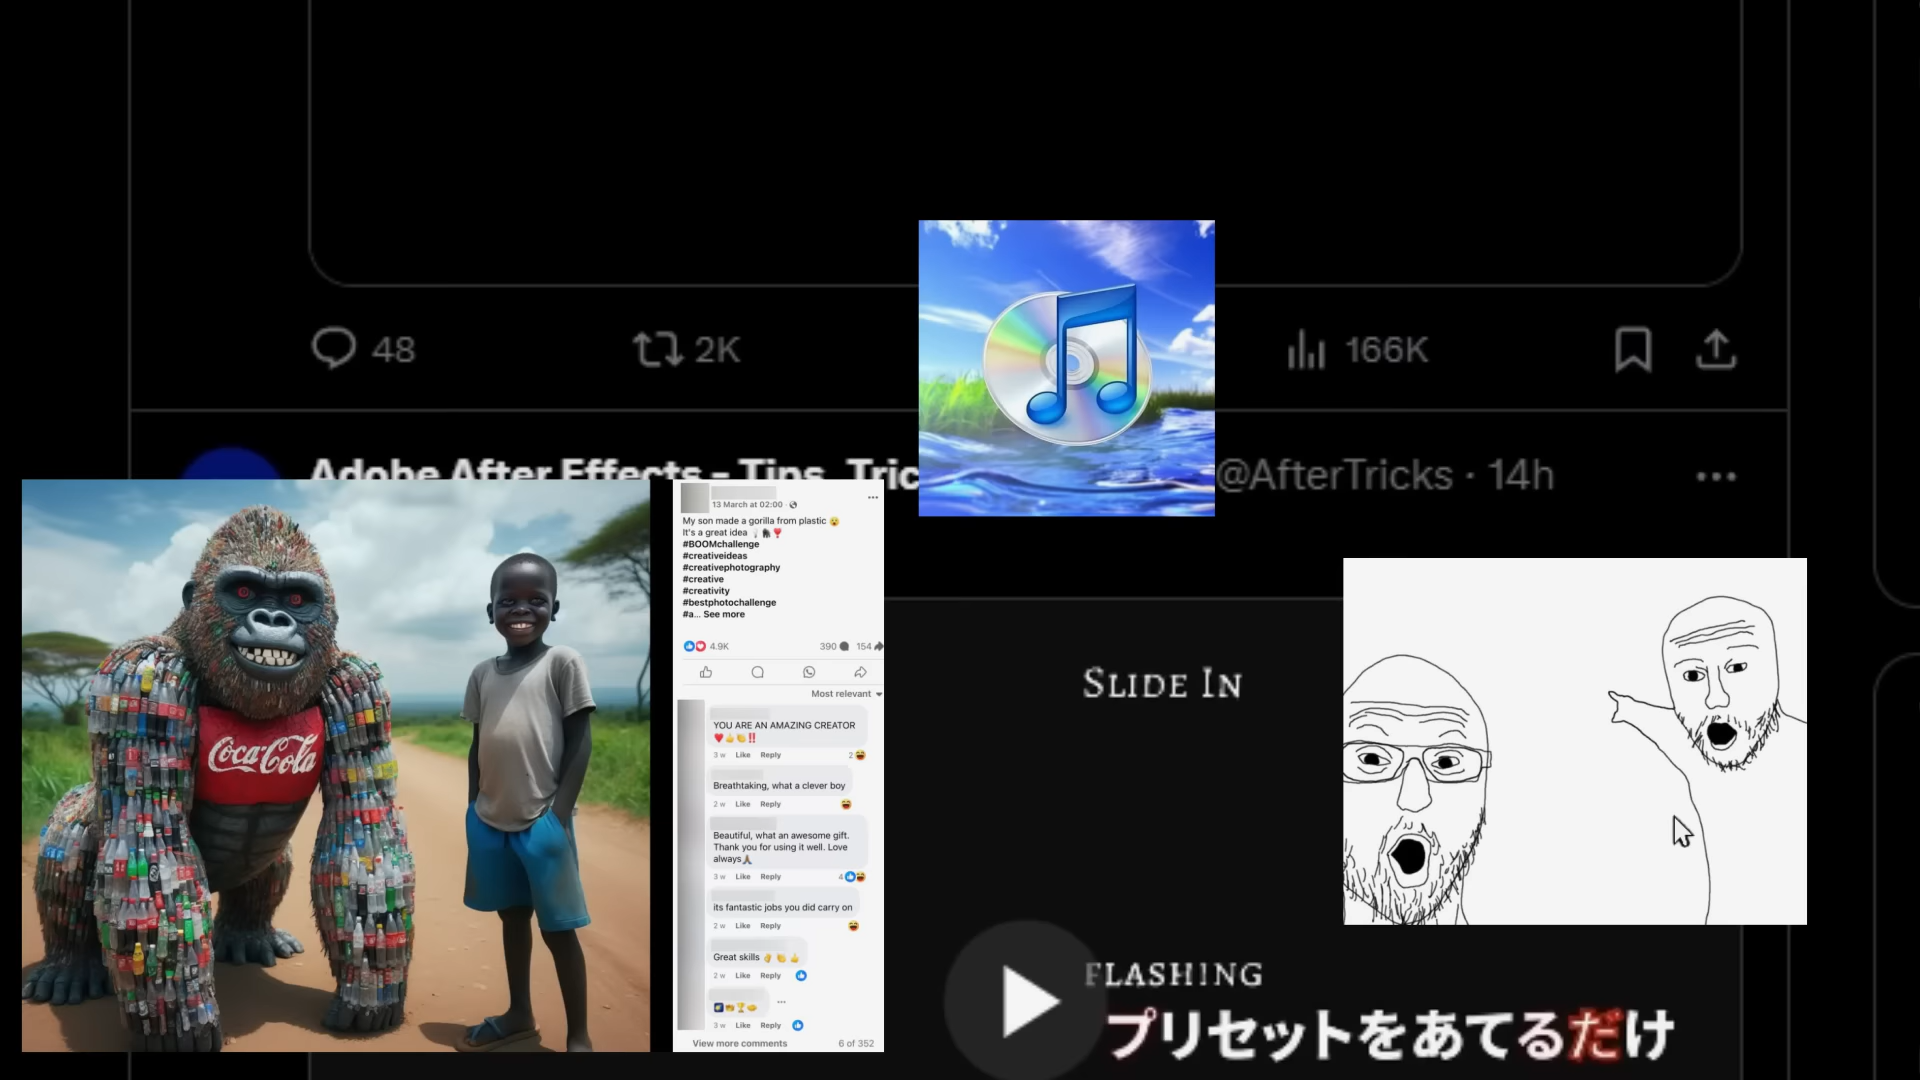 48
2K
166K
Adobe After Effects - Tips, Tric
@AfterTricks · 14h
Coca-Cola
13 March at 02:00 ·
My son made a gorilla from plastic 😮
It's a great idea
#BOOMchallenge
#creativeideas
#creativephotography
#creative
#creativity
#bestphotochallenge
#a... See more
4.9K
390
154
Most relevant
YOU ARE AN AMAZING CREATOR
❤️👍👏‼️
3 w Like Reply 2
Breathtaking, what a clever boy
2 w Like Reply
Beautiful, what an awesome gift.
Thank you for using it well. Love
always🙏
3 w Like Reply 4
its fantastic jobs you did carry on
2 w Like Reply
Great skills 👌👏👍
2 w Like Reply
3 w Like Reply
View more comments 6 of 352
SLIDE IN
FLASHING
プリセットをあてるだけ